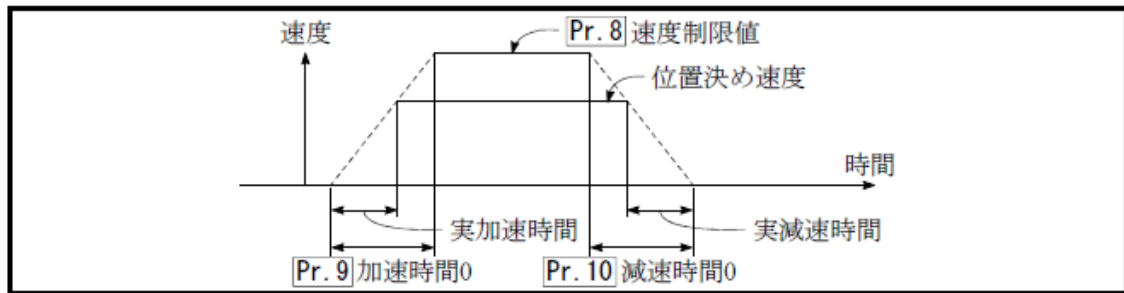 Pr. 8 速度制限値
速度
位置決め速度
時間
実加速時間
実減速時間
Pr. 9 加速時間0
Pr. 10 減速時間0